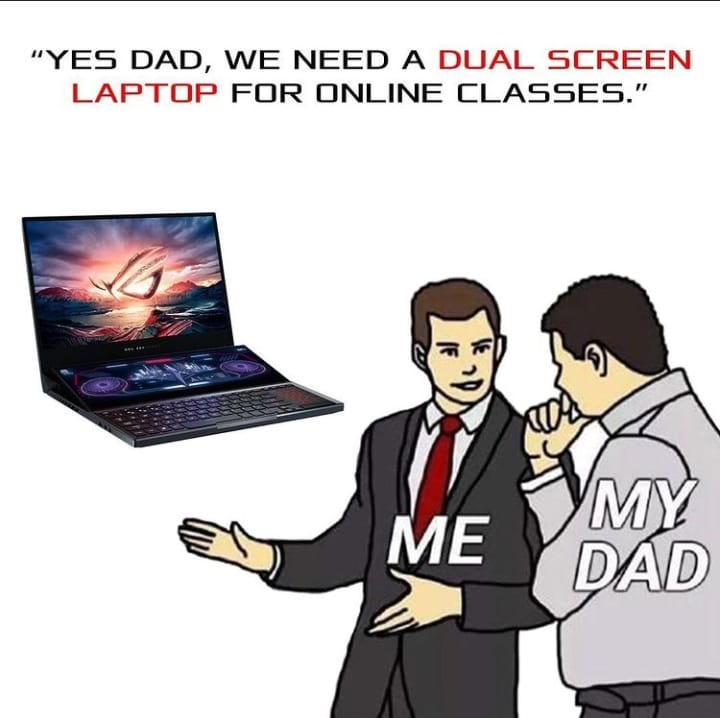 "YES DAD, WE NEED A DUAL SCREEN
LAPTOP FOR ONLINE CLASSES."
ME
MY
DAD